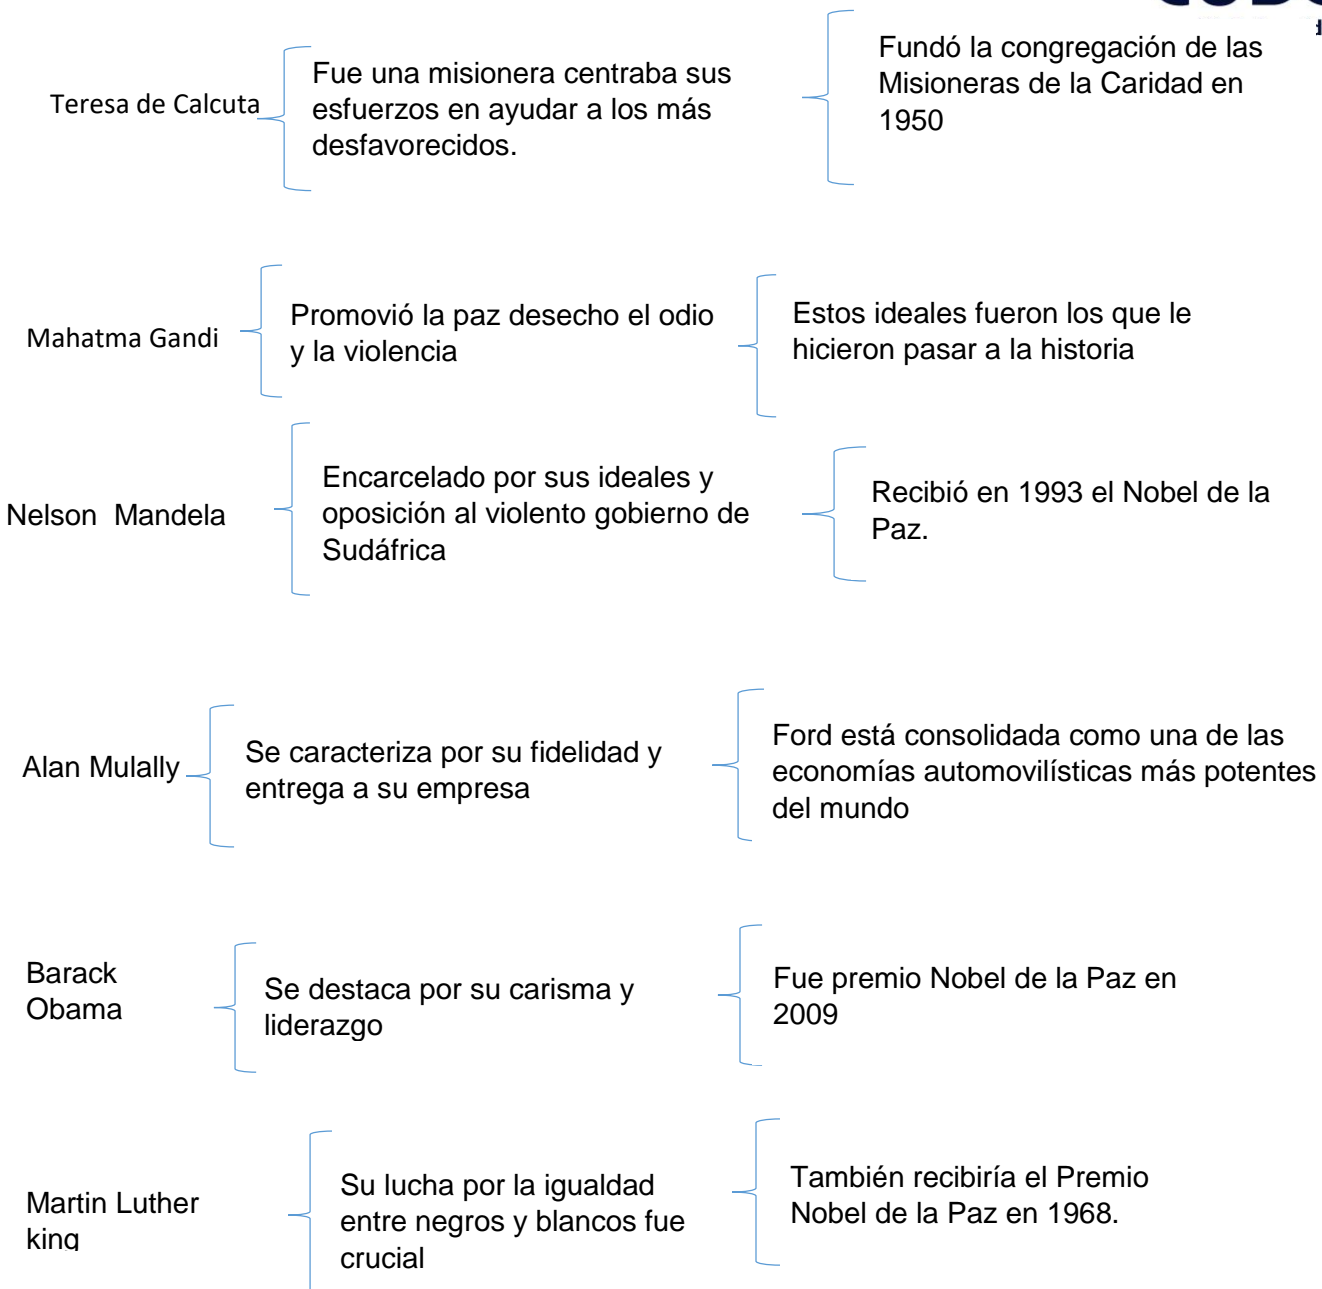 Teresa de Calcuta
Fue una misionera centraba sus
esfuerzos en ayudar a los más
desfavorecidos.
Fundó la congregación de las
Misioneras de la Caridad en
1950
Mahatma Gandi
Promovió la paz desecho el odio
y la violencia
Estos ideales fueron los que le
hicieron pasar a la historia
Nelson Mandela
Encarcelado por sus ideales y
oposición al violento gobierno de
Sudáfrica
Recibió en 1993 el Nobel de la
Paz.
Alan Mulally
Se caracteriza por su fidelidad y
entrega a su empresa
Ford está consolidada como una de las
economías automovilísticas más potentes
del mundo
Barack
Obama
Se destaca por su carisma y
liderazgo
Fue premio Nobel de la Paz en
2009
Martin Luther
king
Su lucha por la igualdad
entre negros y blancos fue
crucial
También recibiría el Premio
Nobel de la Paz en 1968.